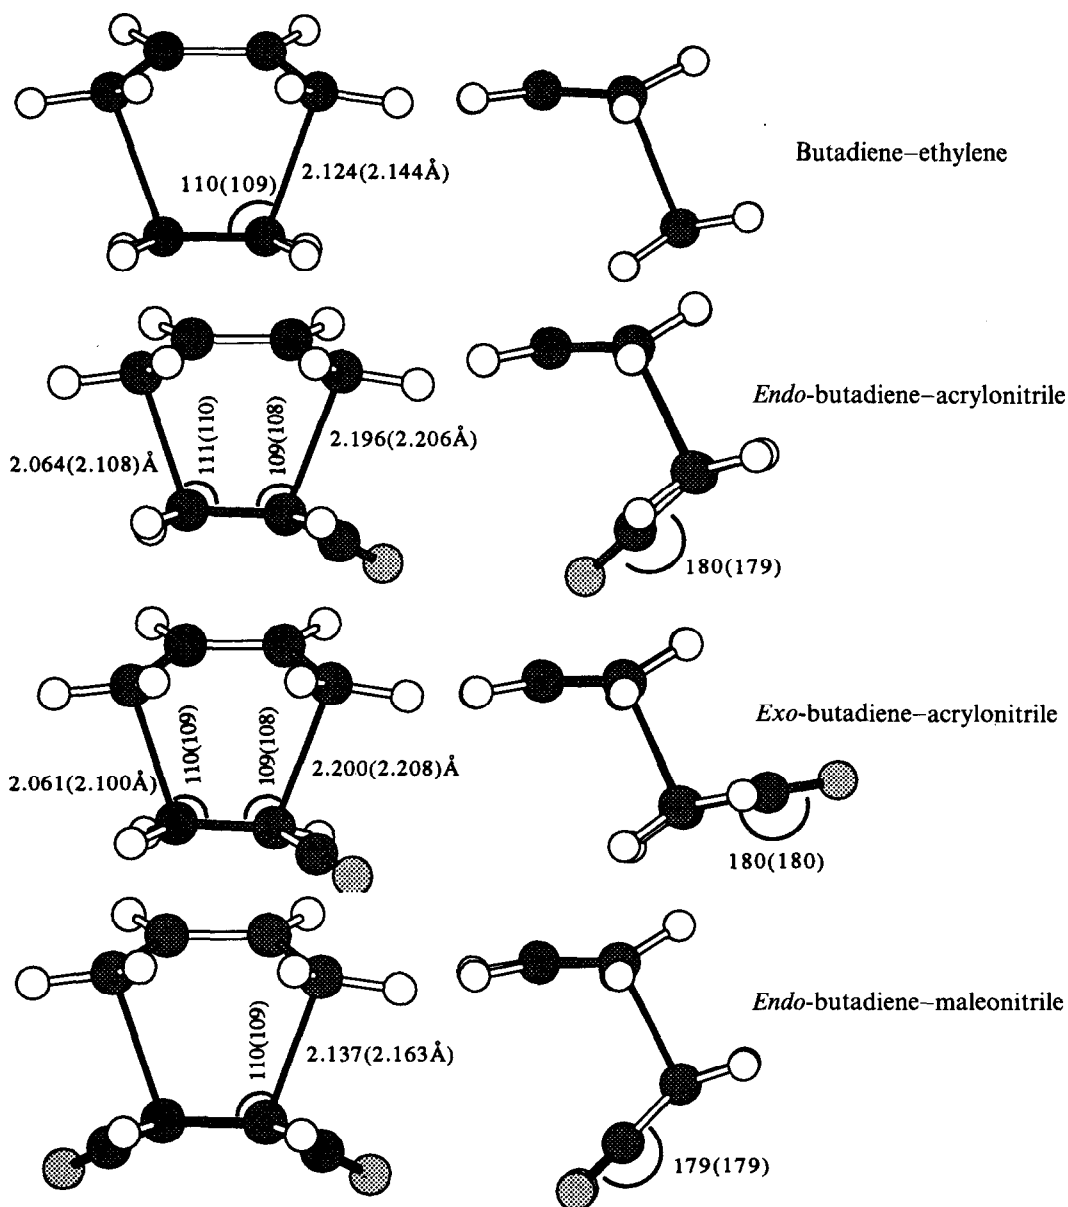 Butadiene–ethylene
110(109)
2.124(2.144Å)
Endo-butadiene–acrylonitrile
2.064(2.108)Å
111(110)
109(108)
2.196(2.206Å)
180(179)
Exo-butadiene–acrylonitrile
2.061(2.100Å)
110(109)
109(108)
2.200(2.208)Å
180(180)
Endo-butadiene–maleonitrile
110(109)
2.137(2.163Å)
179(179)